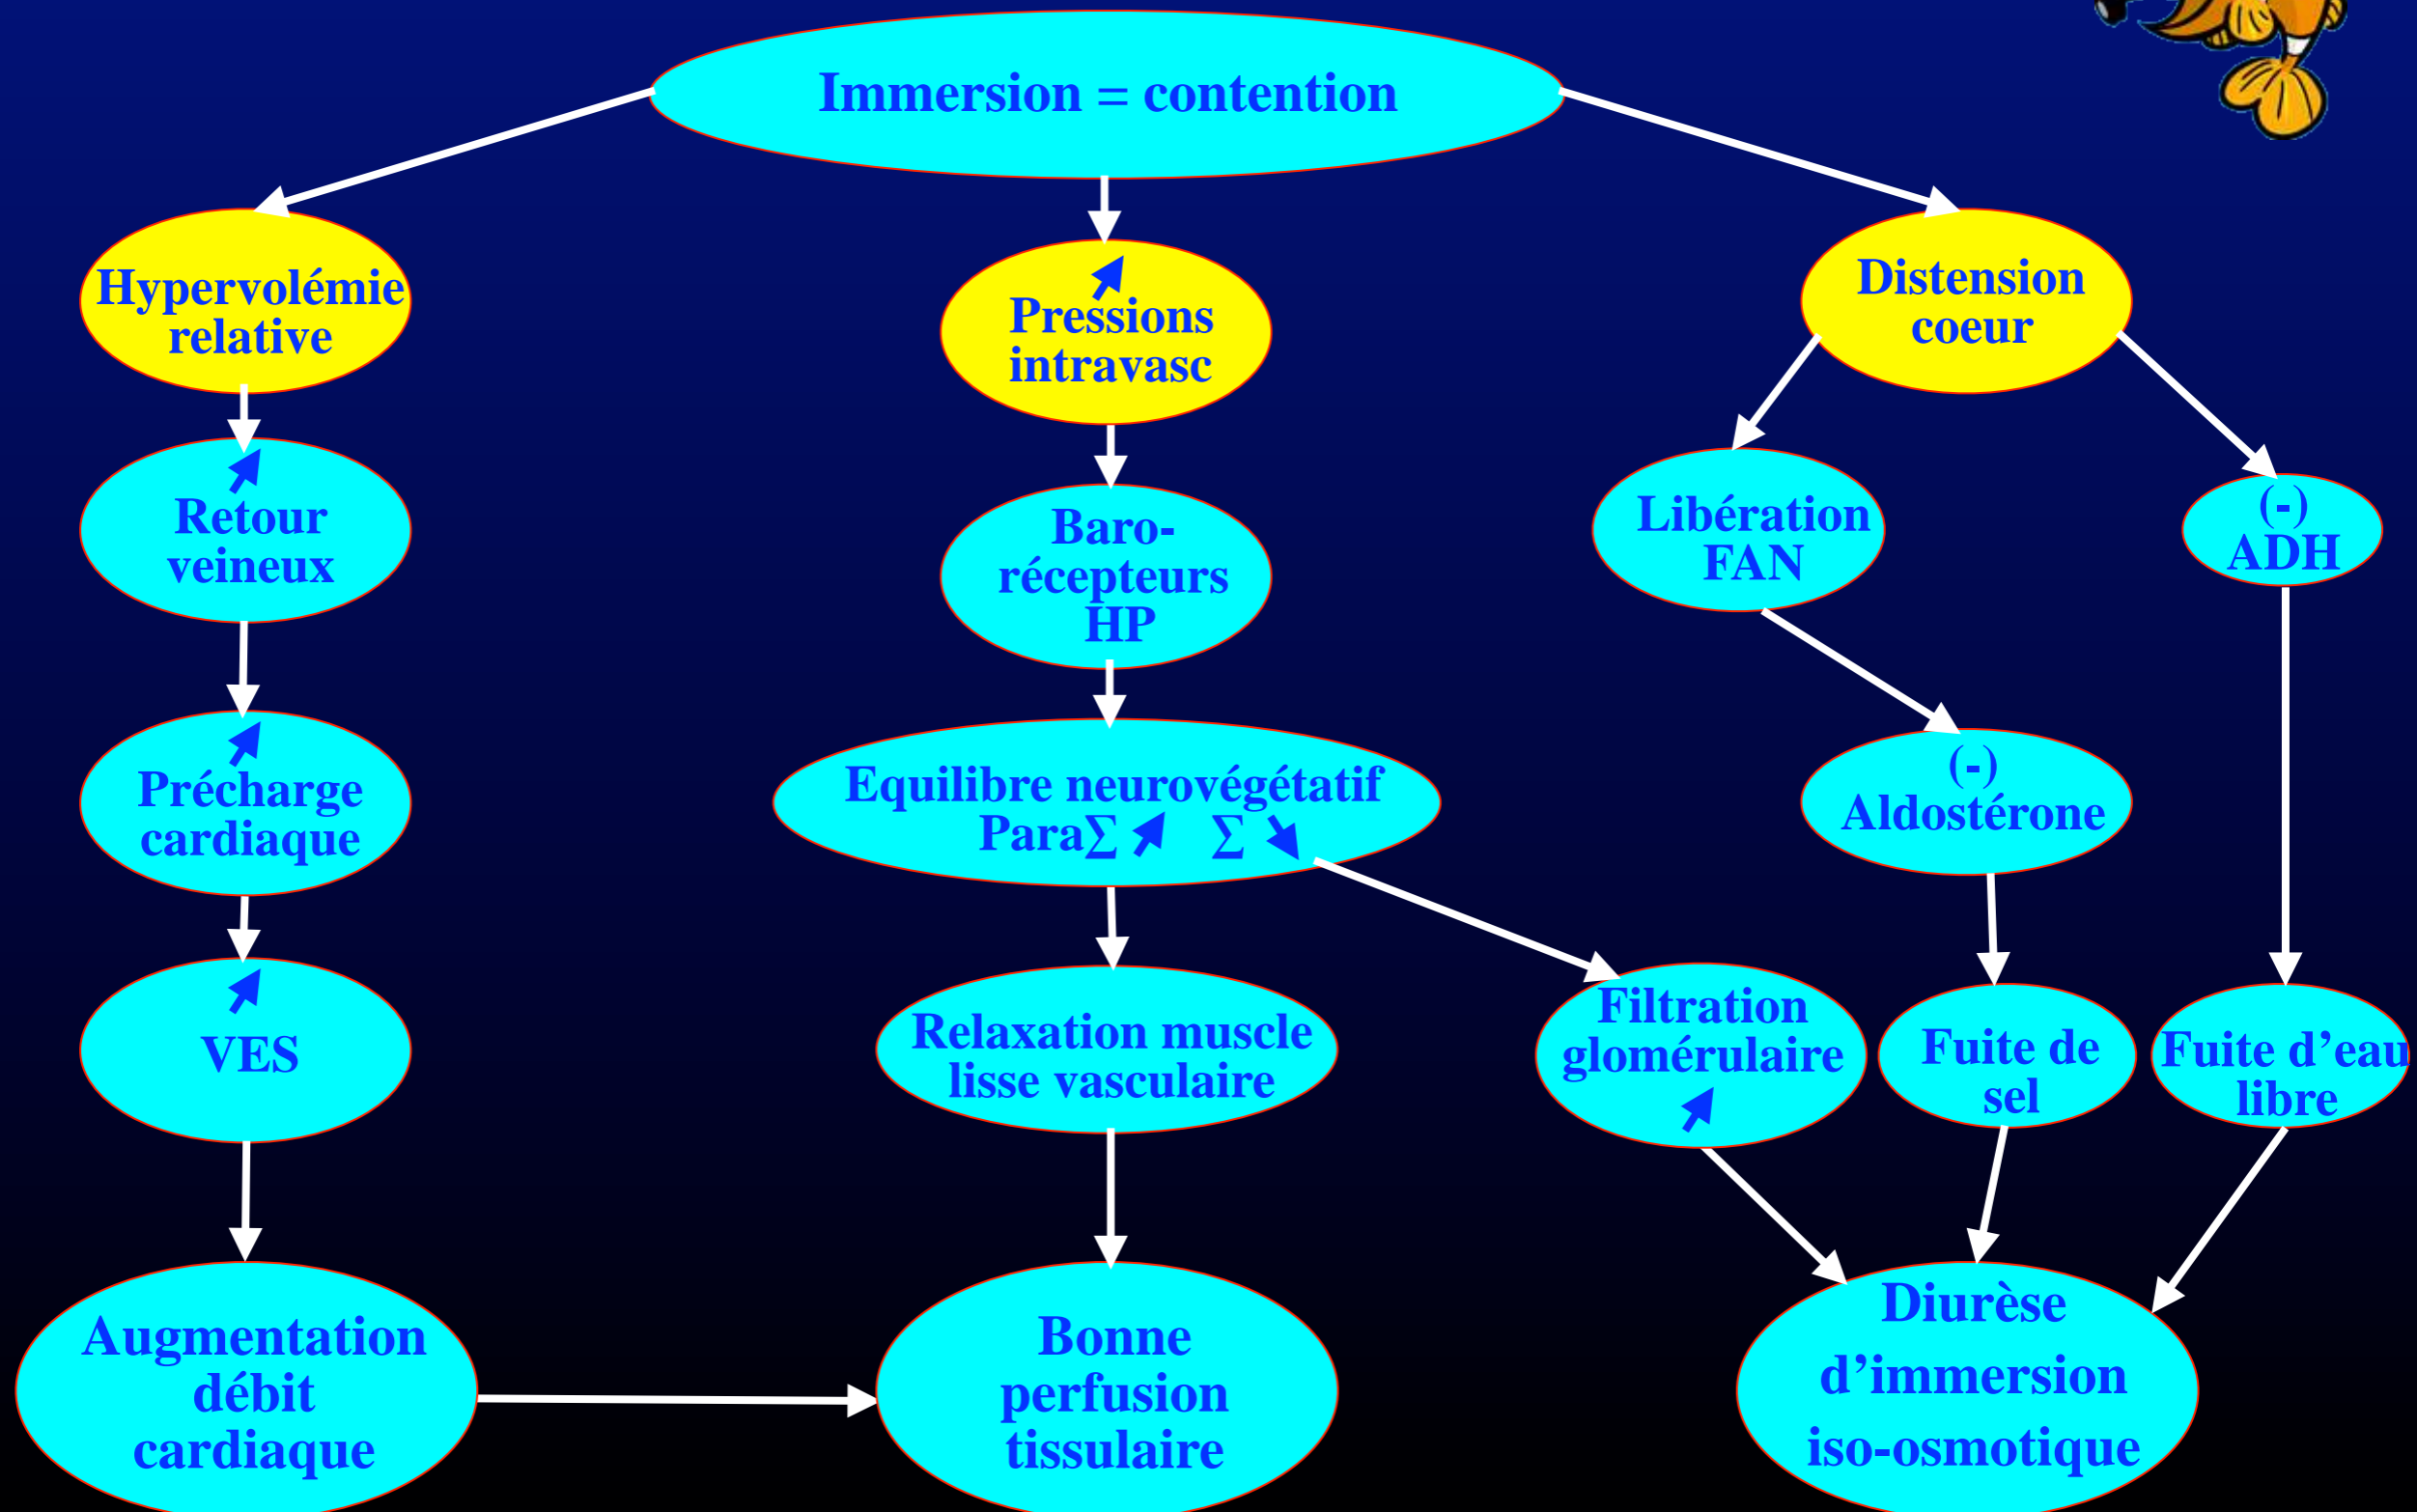 Immersion = contention
Hypervolémie
relative
Pressions
intravasc
Distension
coeur
Retour
veineux
Baro-
récepteurs
HP
Libération
FAN
(-)
ADH
Précharge
cardiaque
Equilibre neurovégétatif
Para∑ ∑
(-)
Aldostérone
VES
Relaxation muscle
lisse vasculaire
Filtration
glomérulaire
Fuite de
sel
Fuite d’eau
libre
Augmentation
débit
cardiaque
Bonne
perfusion
tissulaire
Diurèse
d’immersion
iso-osmotique